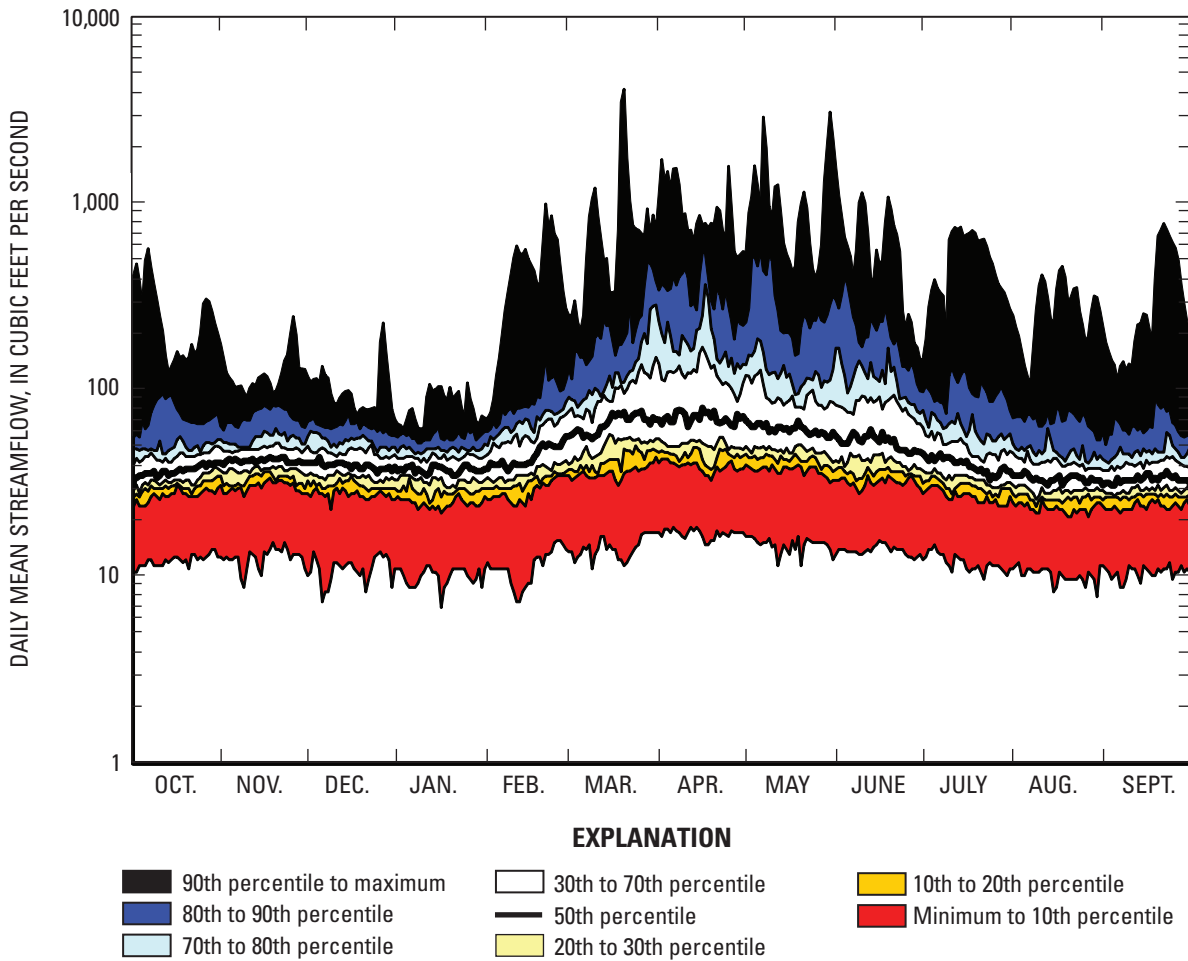 DAILY MEAN STREAMFLOW, IN CUBIC FEET PER SECOND
10,000
1,000
100
10
1
OCT. NOV. DEC. JAN. FEB. MAR. APR. MAY JUNE JULY AUG. SEPT.
EXPLANATION
90th percentile to maximum
80th to 90th percentile
70th to 80th percentile
30th to 70th percentile
50th percentile
20th to 30th percentile
10th to 20th percentile
Minimum to 10th percentile